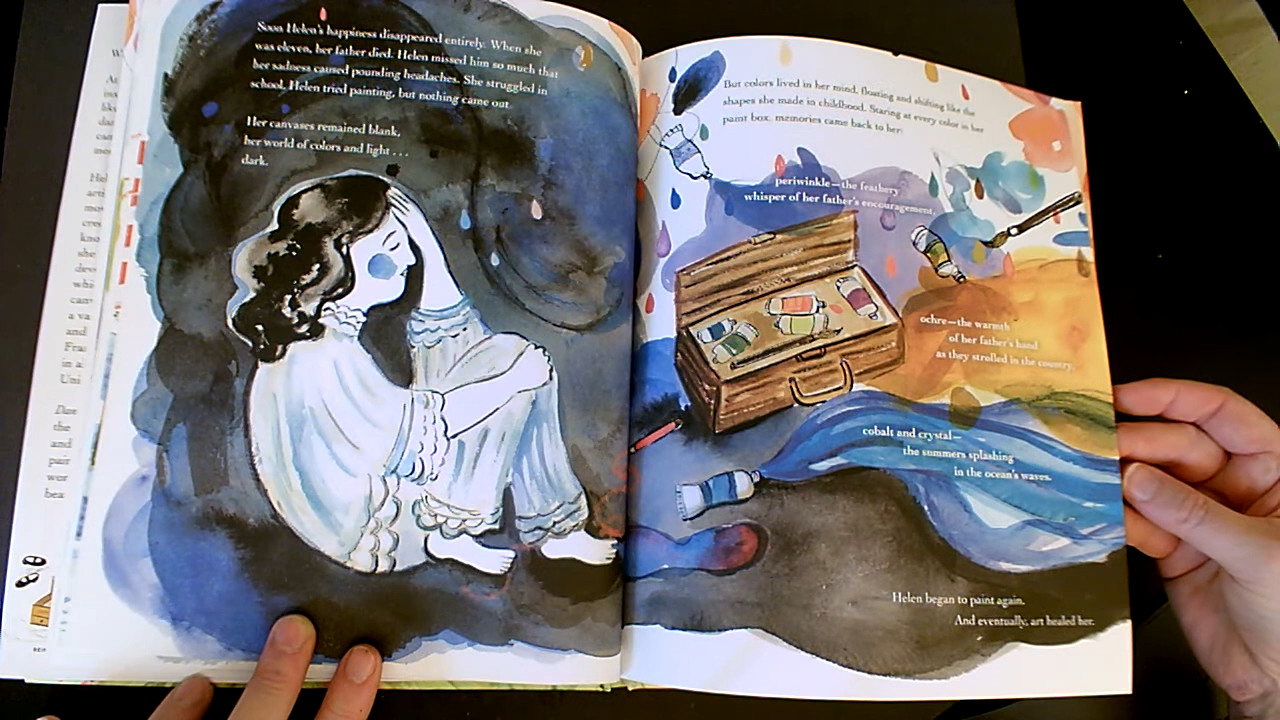 Soon Helen's happiness disappeared entirely. When she
was eleven, her father died. Helen missed him so much that
her sadness caused pounding headaches. She struggled in
school. Helen tried painting, but nothing came out.
Her canvases remained blank,
her world of colors and light . . .
dark.
But colors lived in her mind, floating and shifting like the
shapes she made in childhood. Staring at every color in her
paint box, memories came back to her:
periwinkle—the feathery
whisper of her father's encouragement,
ochre—the warmth
of her father's hand
as they strolled in the country,
cobalt and crystal—
the summers splashing
in the ocean's waves.
Helen began to paint again.
And eventually, art healed her.